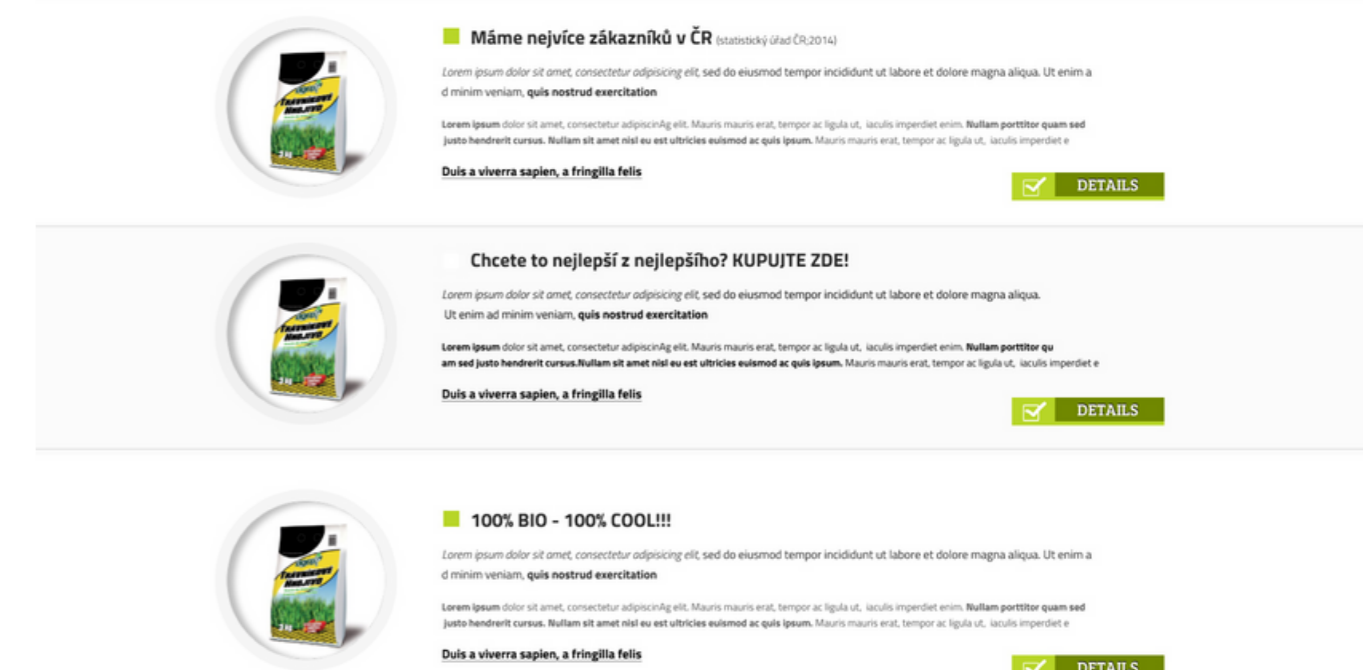 Máme nejvíce zákazníků v ČR (statistický úřad ČR;2014)
Lorem ipsum dolor sit amet, consectetur adipisicing elit, sed do eiusmod tempor incididunt ut labore et dolore magna aliqua. Ut enim a
d minim veniam, quis nostrud exercitation
Lorem ipsum dolor sit amet, consectetur adipiscinAg elit. Mauris mauris erat, tempor ac ligula ut, iaculis imperdiet enim. Nullam porttitor quam sed
justo hendrerit cursus. Nullam sit amet nisl eu est ultricies euismod ac quis ipsum. Mauris mauris erat, tempor ac ligula ut, iaculis imperdiet e
Duis a viverra sapien, a fringilla felis
DETAILS
TRÁVNÍKOVÉ
HNOJIVO
Chcete to nejlepší z nejlepšího? KUPUJTE ZDE!
Lorem ipsum dolor sit amet, consectetur adipisicing elit, sed do eiusmod tempor incididunt ut labore et dolore magna aliqua.
Ut enim ad minim veniam, quis nostrud exercitation
Lorem ipsum dolor sit amet, consectetur adipiscinAg elit. Mauris mauris erat, tempor ac ligula ut, iaculis imperdiet enim. Nullam porttitor qu
am sed justo hendrerit cursus.Nullam sit amet nisl eu est ultricies euismod ac quis ipsum. Mauris mauris erat, tempor ac ligula ut, iaculis imperdiet e
Duis a viverra sapien, a fringilla felis
DETAILS
TRÁVNÍKOVÉ
HNOJIVO
100% BIO - 100% COOL!!!
Lorem ipsum dolor sit amet, consectetur adipisicing elit, sed do eiusmod tempor incididunt ut labore et dolore magna aliqua. Ut enim a
d minim veniam, quis nostrud exercitation
Lorem ipsum dolor sit amet, consectetur adipiscinAg elit. Mauris mauris erat, tempor ac ligula ut, iaculis imperdiet enim. Nullam porttitor quam sed
justo hendrerit cursus. Nullam sit amet nisl eu est ultricies euismod ac quis ipsum. Mauris mauris erat, tempor ac ligula ut, iaculis imperdiet e
Duis a viverra sapien, a fringilla felis
DETAILS
TRÁVNÍKOVÉ
HNOJIVO